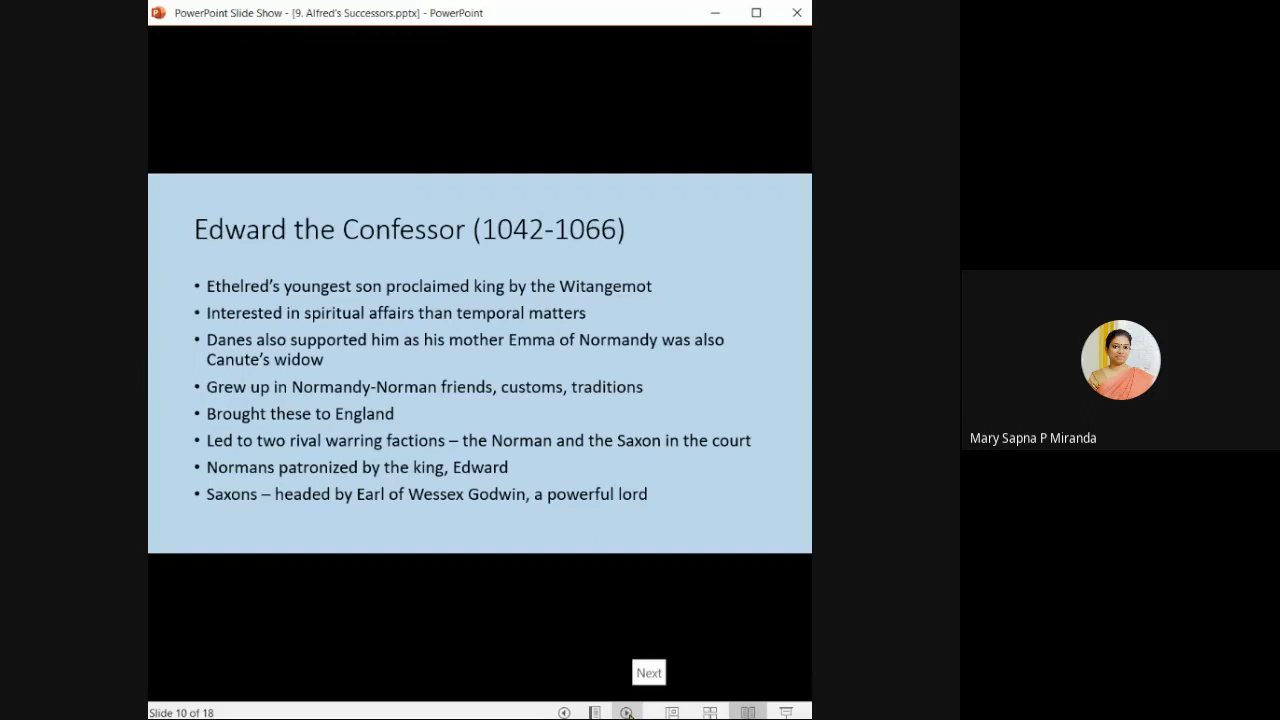 PowerPoint Slide Show - [9. Alfred's Successors.pptx] - PowerPoint
Edward the Confessor (1042-1066)
• Ethelred's youngest son proclaimed king by the Witangemot
• Interested in spiritual affairs than temporal matters
• Danes also supported him as his mother Emma of Normandy was also
Canute's widow
• Grew up in Normandy-Norman friends, customs, traditions
• Brought these to England
• Led to two rival warring factions – the Norman and the Saxon in the court
• Normans patronized by the king, Edward
• Saxons – headed by Earl of Wessex Godwin, a powerful lord
Mary Sapna P Miranda
Next
Slide 10 of 18